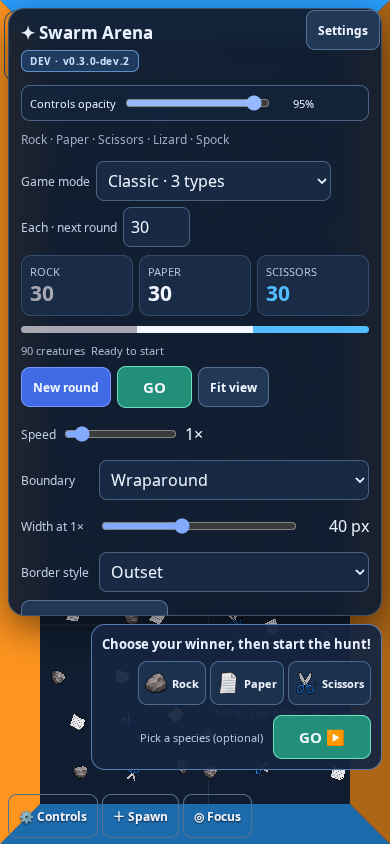 ✦ Swarm Arena
Settings
DEV · v0.3.0-dev.2
Controls opacity 95%
Rock · Paper · Scissors · Lizard · Spock
Game mode Classic · 3 types
Each · next round 30
ROCK PAPER SCISSORS
30 30 30
90 creatures Ready to start
New round GO Fit view
Speed 1×
Boundary Wraparound
Width at 1× 40 px
Border style Outset
Choose your winner, then start the hunt!
Rock Paper Scissors
Pick a species (optional) GO ▶️
⚙️ Controls + Spawn ◎ Focus